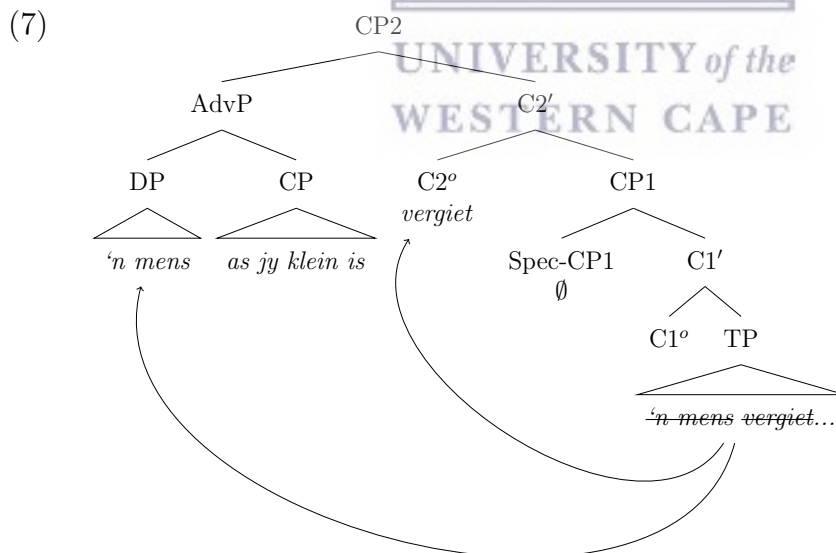 (7)
CP2
UNIVERSITY of the
WESTERN CAPE
AdvP C2′
DP CP C2ᵒ CP1
vergiet
‘n mens as jy klein is Spec-CP1 C1′
∅
C1ᵒ TP
‘n mens vergiet...